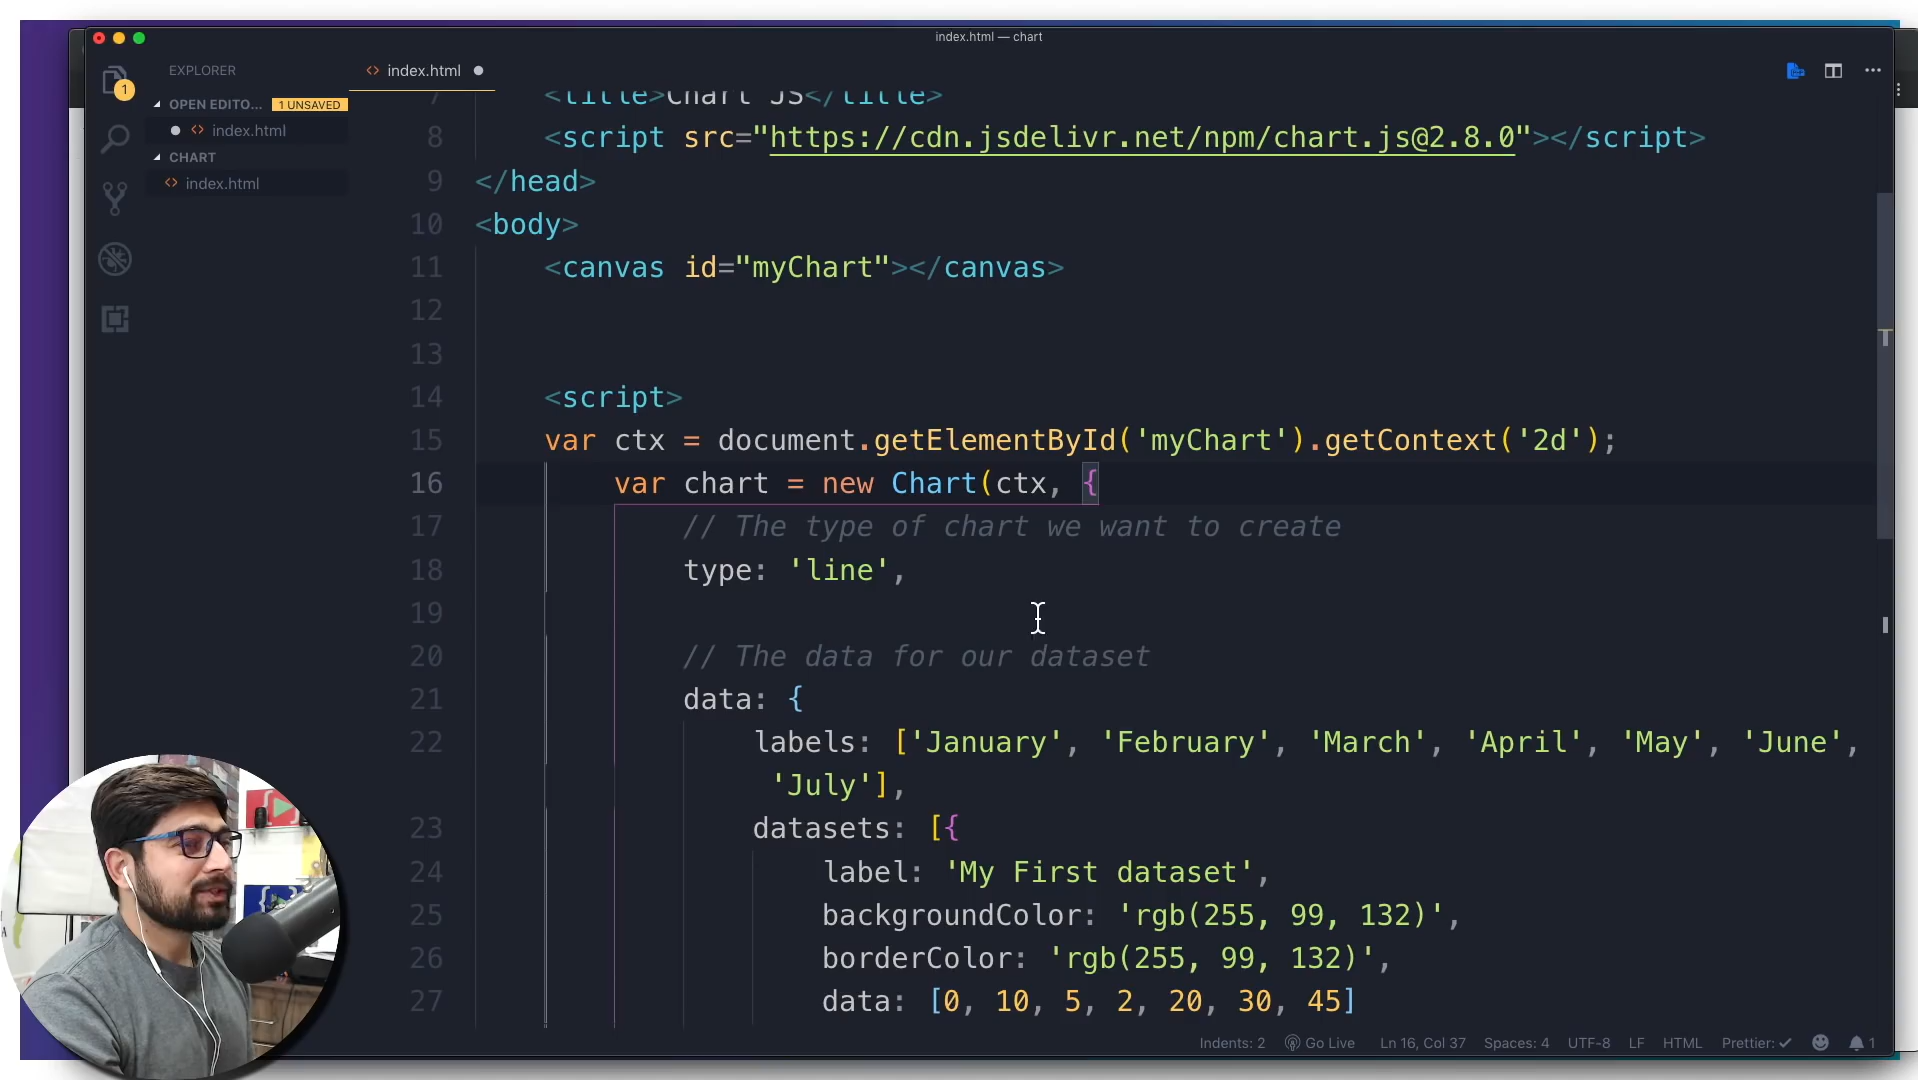 index.html — chart
EXPLORER
index.html
1
OPEN EDITO... 1 UNSAVED
index.html
CHART
index.html
7 <title>Chart JS</title>
8 <script src="https://cdn.jsdelivr.net/npm/chart.js@2.8.0"></script>
9 </head>
10 <body>
11 <canvas id="myChart"></canvas>
12
13
14 <script>
15 var ctx = document.getElementById('myChart').getContext('2d');
16 var chart = new Chart(ctx, {
17 // The type of chart we want to create
18 type: 'line',
19
20 // The data for our dataset
21 data: {
22 labels: ['January', 'February', 'March', 'April', 'May', 'June',
'July'],
23 datasets: [{
24 label: 'My First dataset',
25 backgroundColor: 'rgb(255, 99, 132)',
26 borderColor: 'rgb(255, 99, 132)',
27 data: [0, 10, 5, 2, 20, 30, 45]
Indents: 2 Go Live Ln 16, Col 37 Spaces: 4 UTF-8 LF HTML Prettier: ✓ 1